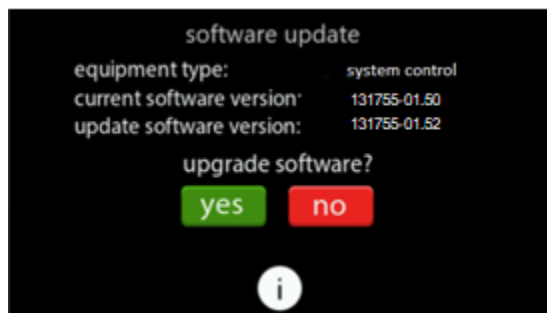 software update
equipment type: system control
current software version: 131755-01.50
update software version: 131755-01.52
upgrade software?
yes no
i